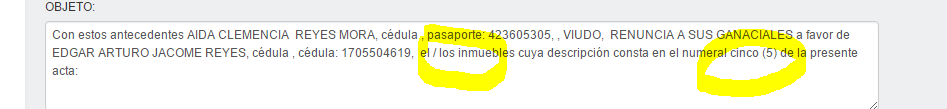 OBJETO:
Con estos antecedentes AIDA CLEMENCIA  REYES MORA, cédula , pasaporte: 423605305, , VIUDO,  RENUNCIA A SUS GANACIALES a favor de
EDGAR ARTURO JACOME REYES, cédula , cédula: 1705504619,  el / los inmuebles cuya descripción consta en el numeral cinco (5) de la presente
acta: